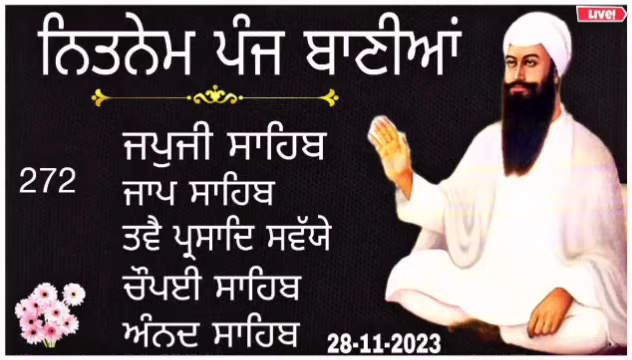 LIVE!
ਨਿਤਨੇਮ ਪੰਜ ਬਾਣੀਆਂ
272
ਜਪੁਜੀ ਸਾਹਿਬ
ਜਾਪ ਸਾਹਿਬ
ਤਵੈ ਪ੍ਰਸਾਦਿ ਸਵੱਯੇ
ਚੌਪਈ ਸਾਹਿਬ
ਅੰਨਦ ਸਾਹਿਬ
28-11-2023